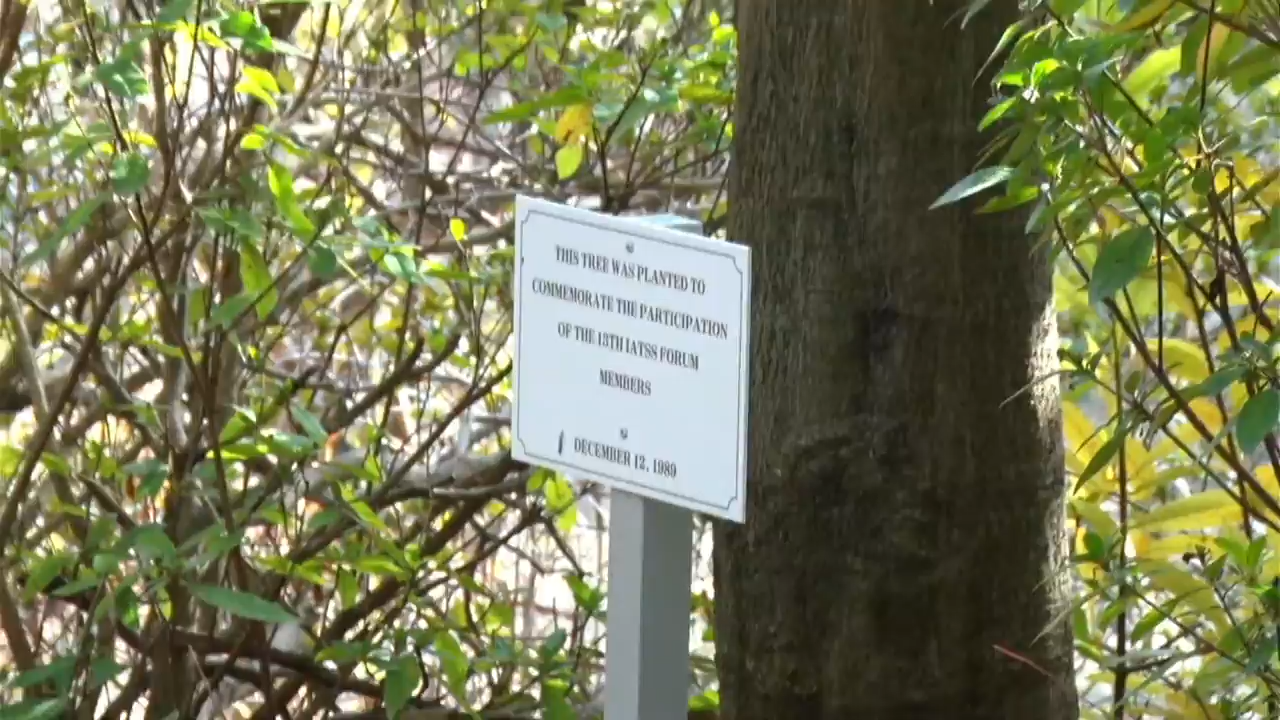 THIS TREE WAS PLANTED TO
COMMEMORATE THE PARTICIPATION
OF THE 13TH IATSS FORUM
MEMBERS
DECEMBER 12, 1989